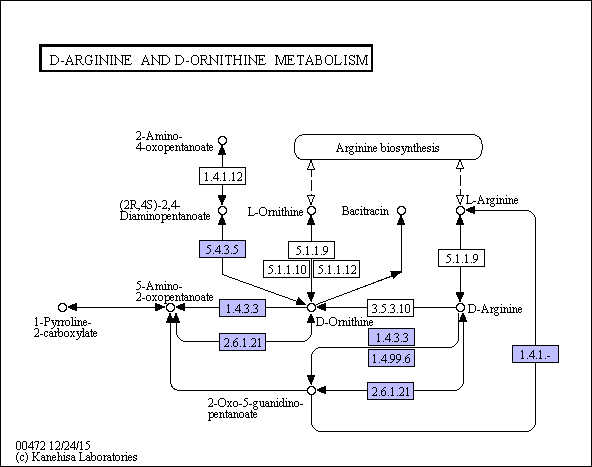 D-ARGININE AND D-ORNITHINE METABOLISM
2-Amino-
4-oxopentanoate
Arginine biosynthesis
1.4.1.12
(2R,4S)-2,4-
Diaminopentanoate
L-Ornithine
Bacitracin
L-Arginine
5.4.3.5
5.1.1.9
5.1.1.10
5.1.1.12
5.1.1.9
5-Amino-
2-oxopentanoate
1.4.3.3
3.5.3.10
D-Ornithine
D-Arginine
1-Pyrroline-
2-carboxylate
2.6.1.21
1.4.3.3
1.4.99.6
1.4.1.-
2.6.1.21
2-Oxo-5-guanidino-
pentanoate
00472 12/24/15
(c) Kanehisa Laboratories